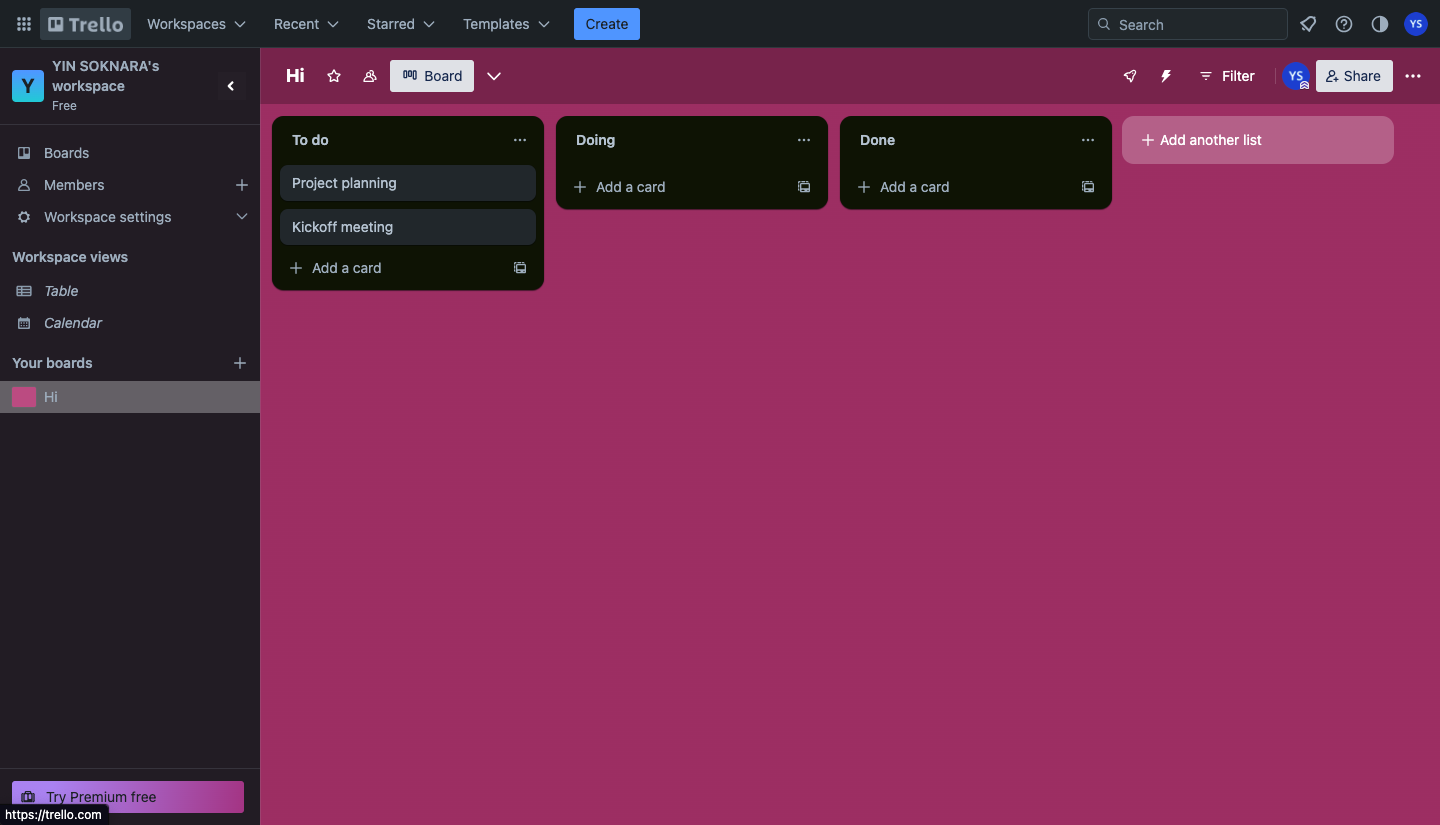 Trello
Workspaces
Recent
Starred
Templates
Create
Search
YS
Y
YIN SOKNARA's
workspace
Free
Boards
Members
Workspace settings
Workspace views
Table
Calendar
Your boards
Hi
Try Premium free
https://trello.com
Hi
Board
Filter
YS
Share
To do
Project planning
Kickoff meeting
Add a card
Doing
Add a card
Done
Add a card
Add another list